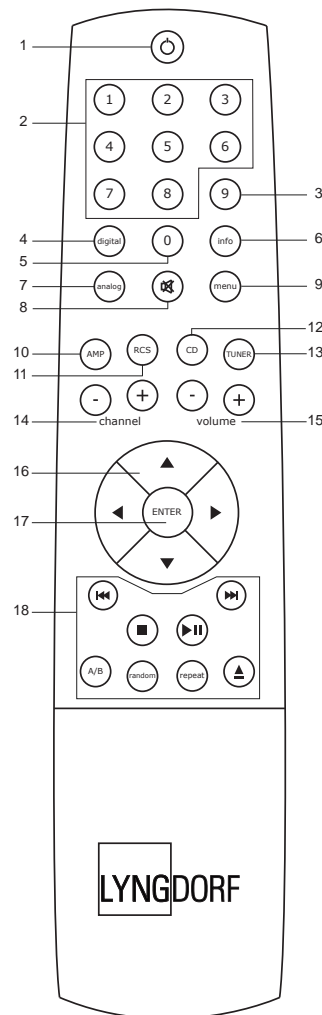 1
1 2 3
2
4 5 6
7 8 9 3
4 digital 0 info 6
5
7 analog menu 9
8
12
10 AMP RCS CD TUNER 13
11
- + - +
14 channel volume 15
16
17 ENTER
18
A/B random repeat
LYNGDORF